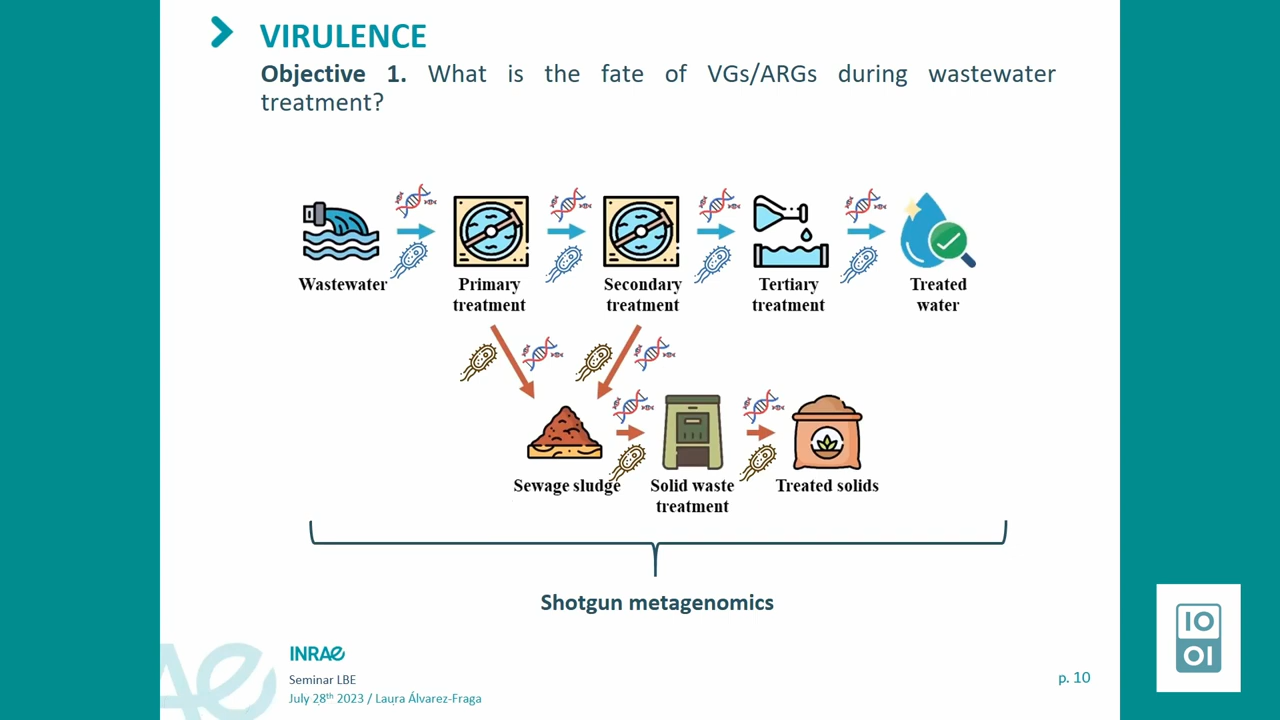 VIRULENCE
Objective 1. What is the fate of VGs/ARGs during wastewater
treatment?
Wastewater
Primary
treatment
Secondary
treatment
Tertiary
treatment
Treated
water
Sewage sludge
Solid waste
treatment
Treated solids
Shotgun metagenomics
INRAE
Seminar LBE
July 28th 2023 / Laura Álvarez-Fraga
p. 10
IO
OI